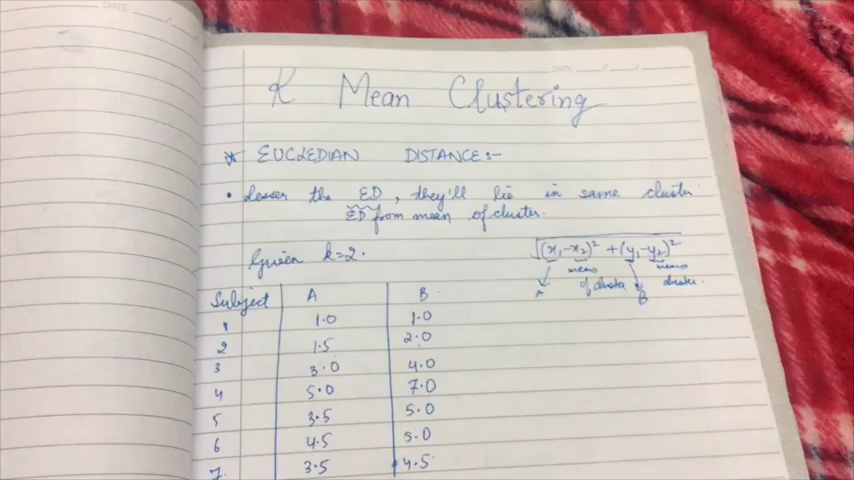 DATE
DATE
K Mean Clustering
* EUCLEDIAN DISTANCE:-
• Lesser the ED, they'll lie in same cluster
ED from mean of cluster.
Given k=2.
√(x₁-x₂)² + (y₁-y₂)²
mean of cluster
mean cluster.
A
B
Subject A B
1 1.0 1.0
2 1.5 2.0
3 3.0 4.0
4 5.0 7.0
5 3.5 5.0
6 4.5 5.0
7. 3.5 4.5